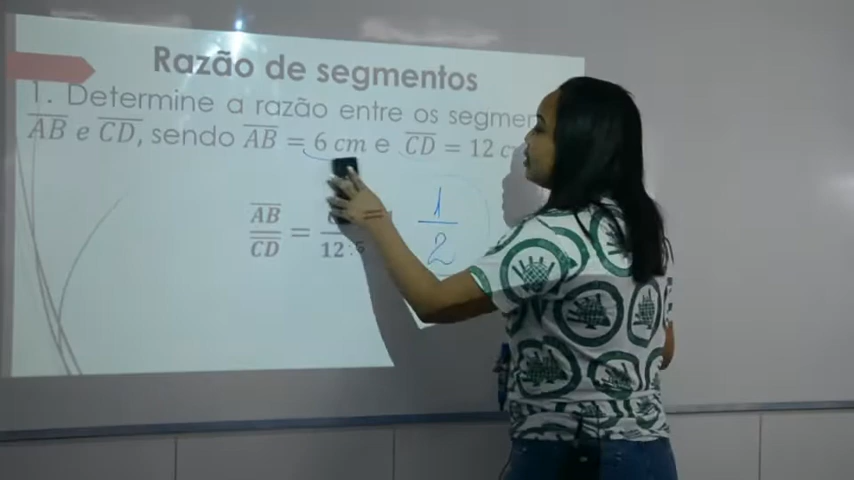 Razão de segmentos
1. Determine a razão entre os segmen
AB e CD, sendo AB = 6 cm e CD = 12 c
AB/CD = /12 :6
1/2